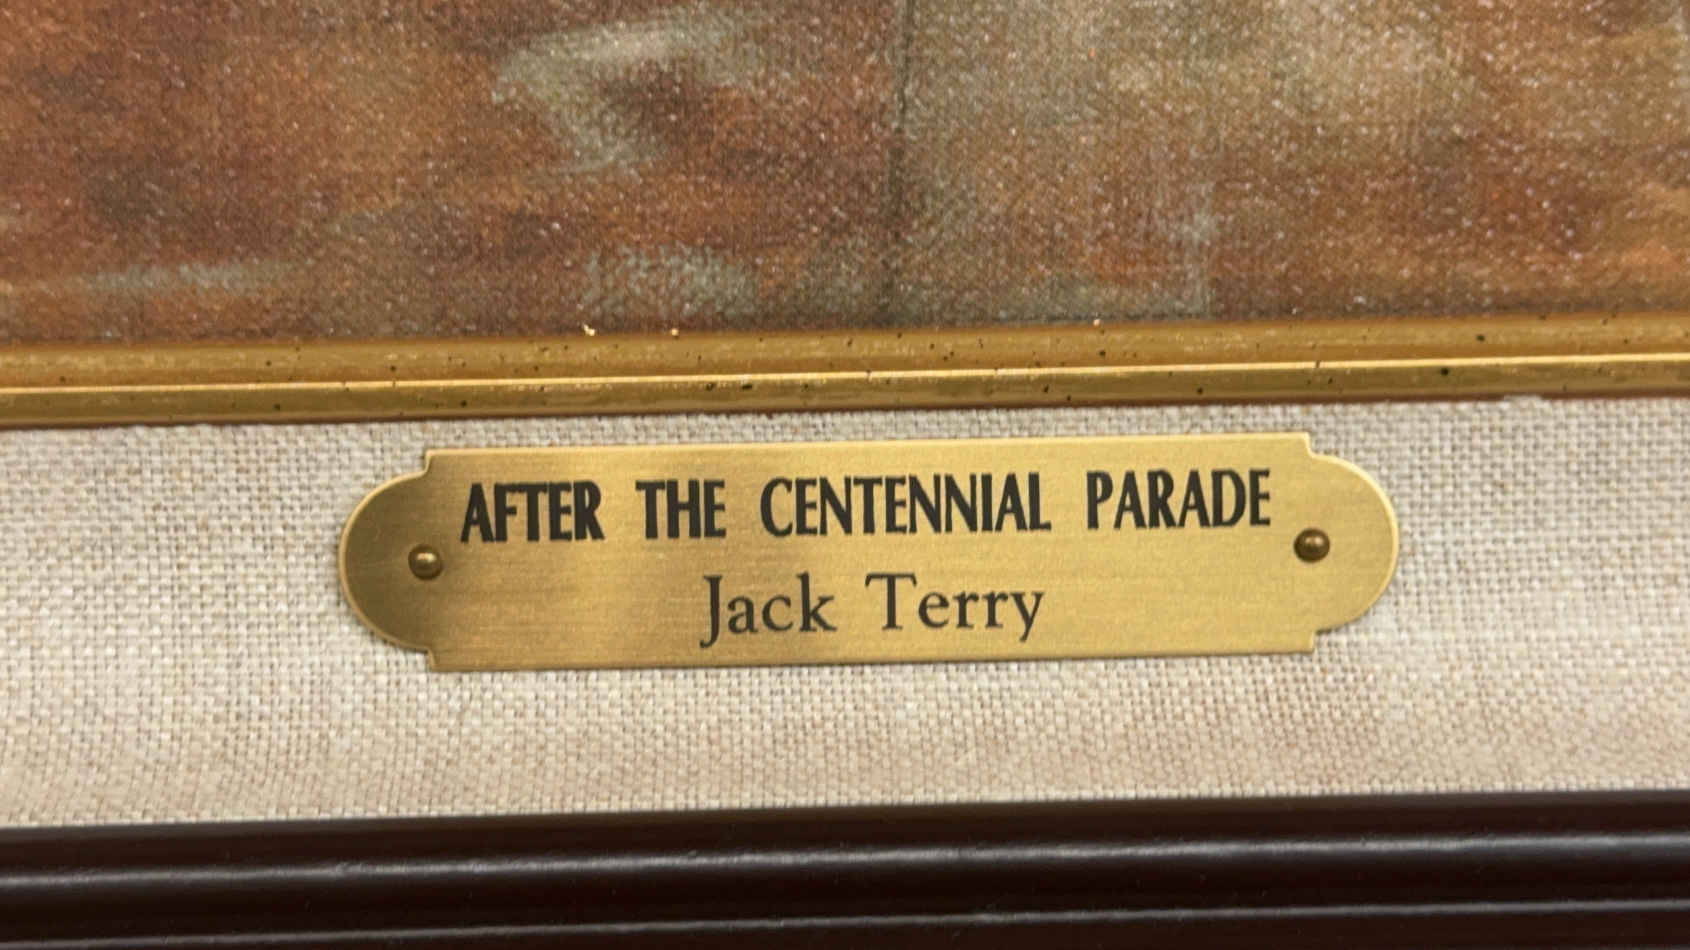 AFTER THE CENTENNIAL PARADE
Jack Terry